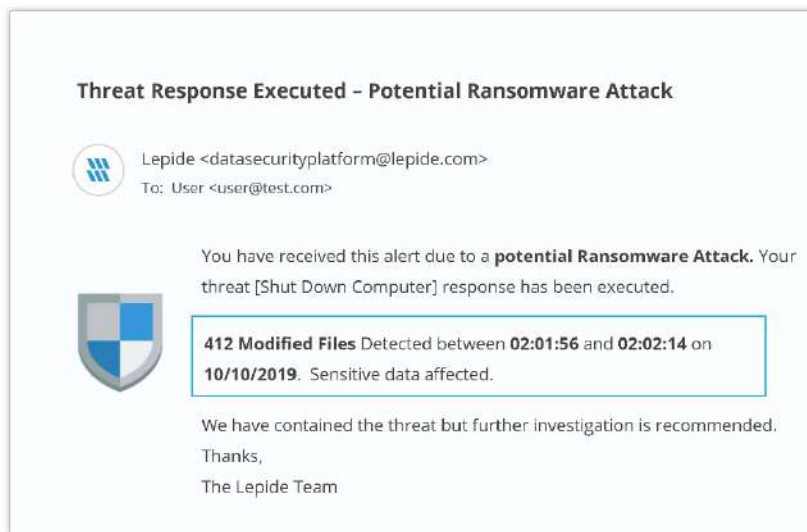 Threat Response Executed – Potential Ransomware Attack
Lepide <datasecurityplatform@lepide.com>
To: User <user@test.com>
You have received this alert due to a potential Ransomware Attack. Your
threat [Shut Down Computer] response has been executed.
412 Modified Files Detected between 02:01:56 and 02:02:14 on
10/10/2019. Sensitive data affected.
We have contained the threat but further investigation is recommended.
Thanks,
The Lepide Team